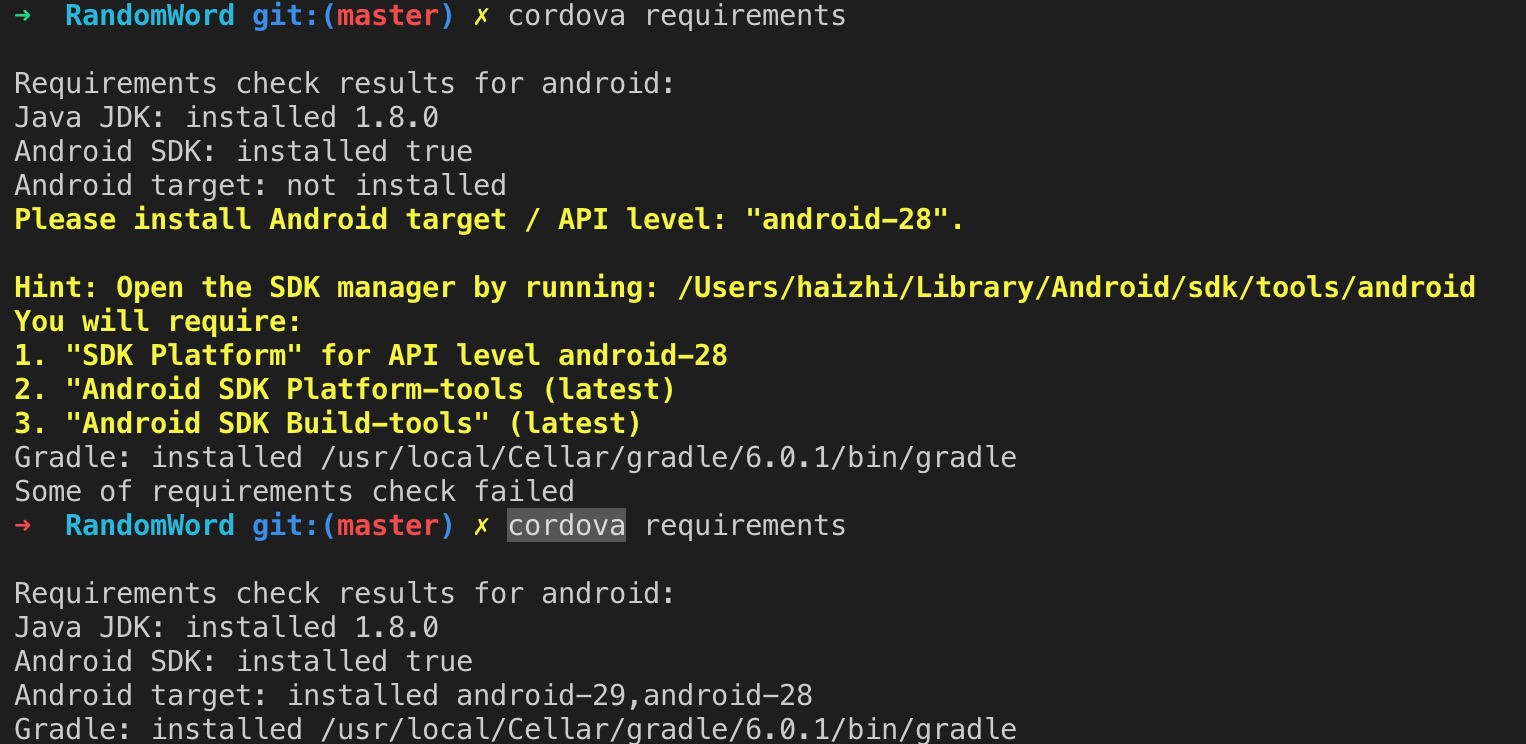 ➜  RandomWord git:(master) ✗ cordova requirements
Requirements check results for android:
Java JDK: installed 1.8.0
Android SDK: installed true
Android target: not installed
Please install Android target / API level: "android-28".
Hint: Open the SDK manager by running: /Users/haizhi/Library/Android/sdk/tools/android
You will require:
1. "SDK Platform" for API level android-28
2. "Android SDK Platform-tools (latest)
3. "Android SDK Build-tools" (latest)
Gradle: installed /usr/local/Cellar/gradle/6.0.1/bin/gradle
Some of requirements check failed
➜  RandomWord git:(master) ✗ cordova requirements
Requirements check results for android:
Java JDK: installed 1.8.0
Android SDK: installed true
Android target: installed android-29,android-28
Gradle: installed /usr/local/Cellar/gradle/6.0.1/bin/gradle